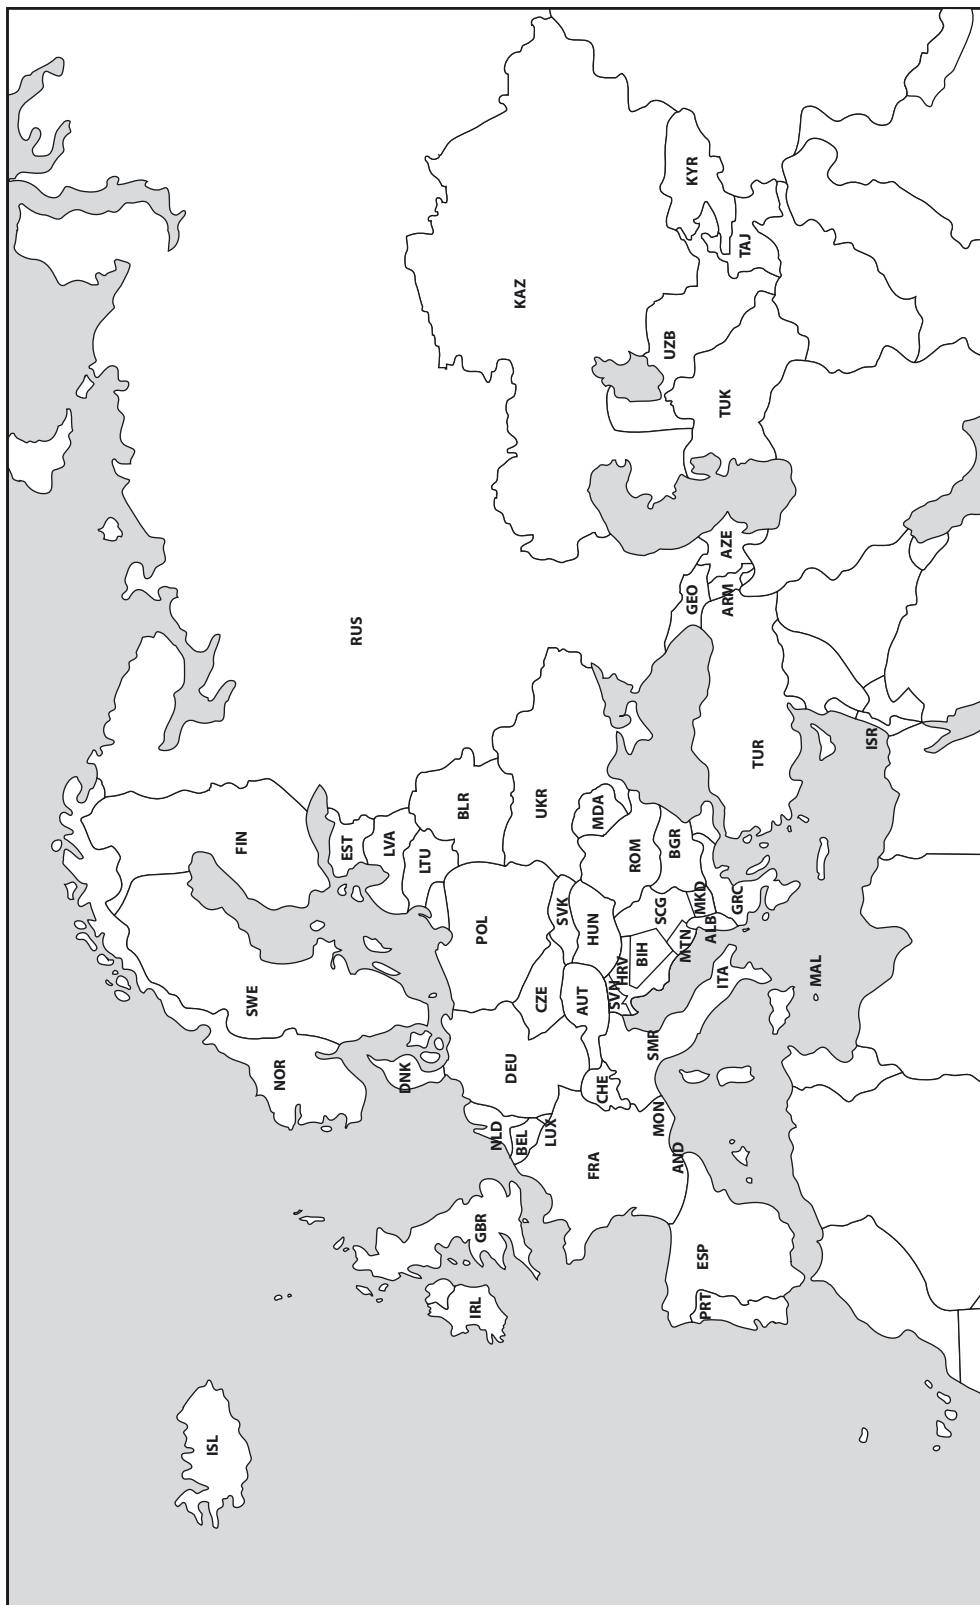 ISL
NOR
SWE
FIN
RUS
EST
LVA
LTU
DNK
IRL
GBR
NLD
BEL
LUX
DEU
POL
BLR
UKR
KAZ
CZE
SVK
FRA
CHE
AUT
HUN
MDA
SVN
HRV
BIH
SCG
ROM
BGR
MTN
MKD
ALB
GRC
ITA
SMR
MON
AND
ESP
PRT
MAL
TUR
GEO
ARM
AZE
ISR
TUK
UZB
TAJ
KYR